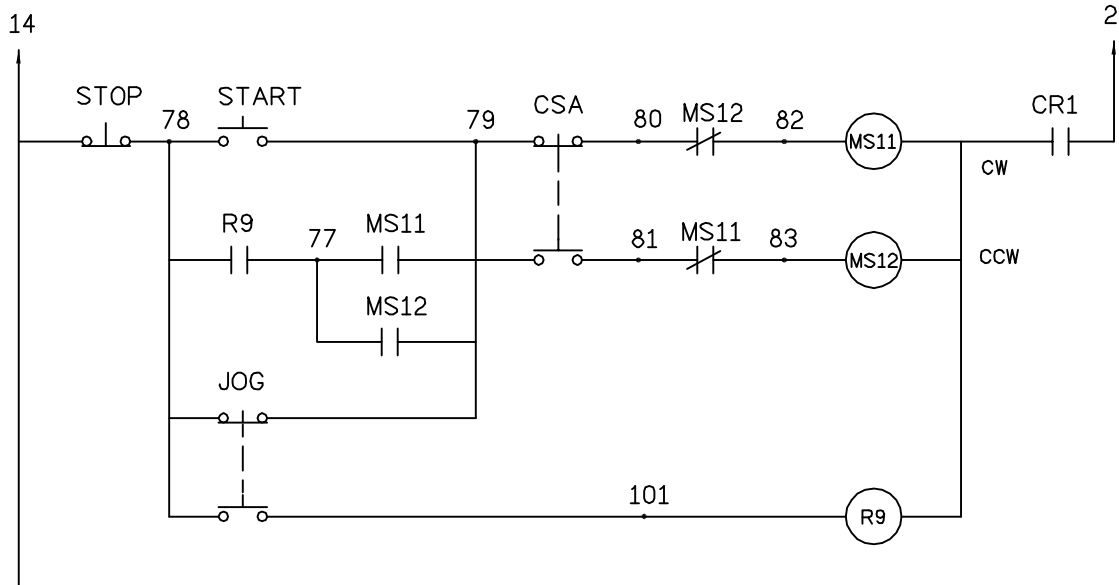 14
2
STOP
78
START
79
CSA
80
MS12
82
MS11
CR1
CW
R9
77
MS11
81
MS11
83
MS12
CCW
MS12
JOG
101
R9